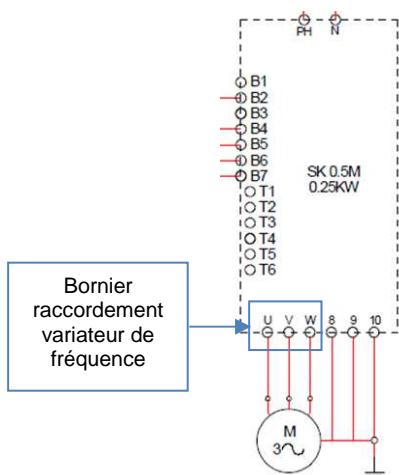 PH N
B1
B2
B3
B4
B5
B6
B7
SK 0.5M
0.25KW
T1
T2
T3
T4
T5
T6
Bornier
raccordement
variateur de
fréquence
U V W 8 9 10
M
3